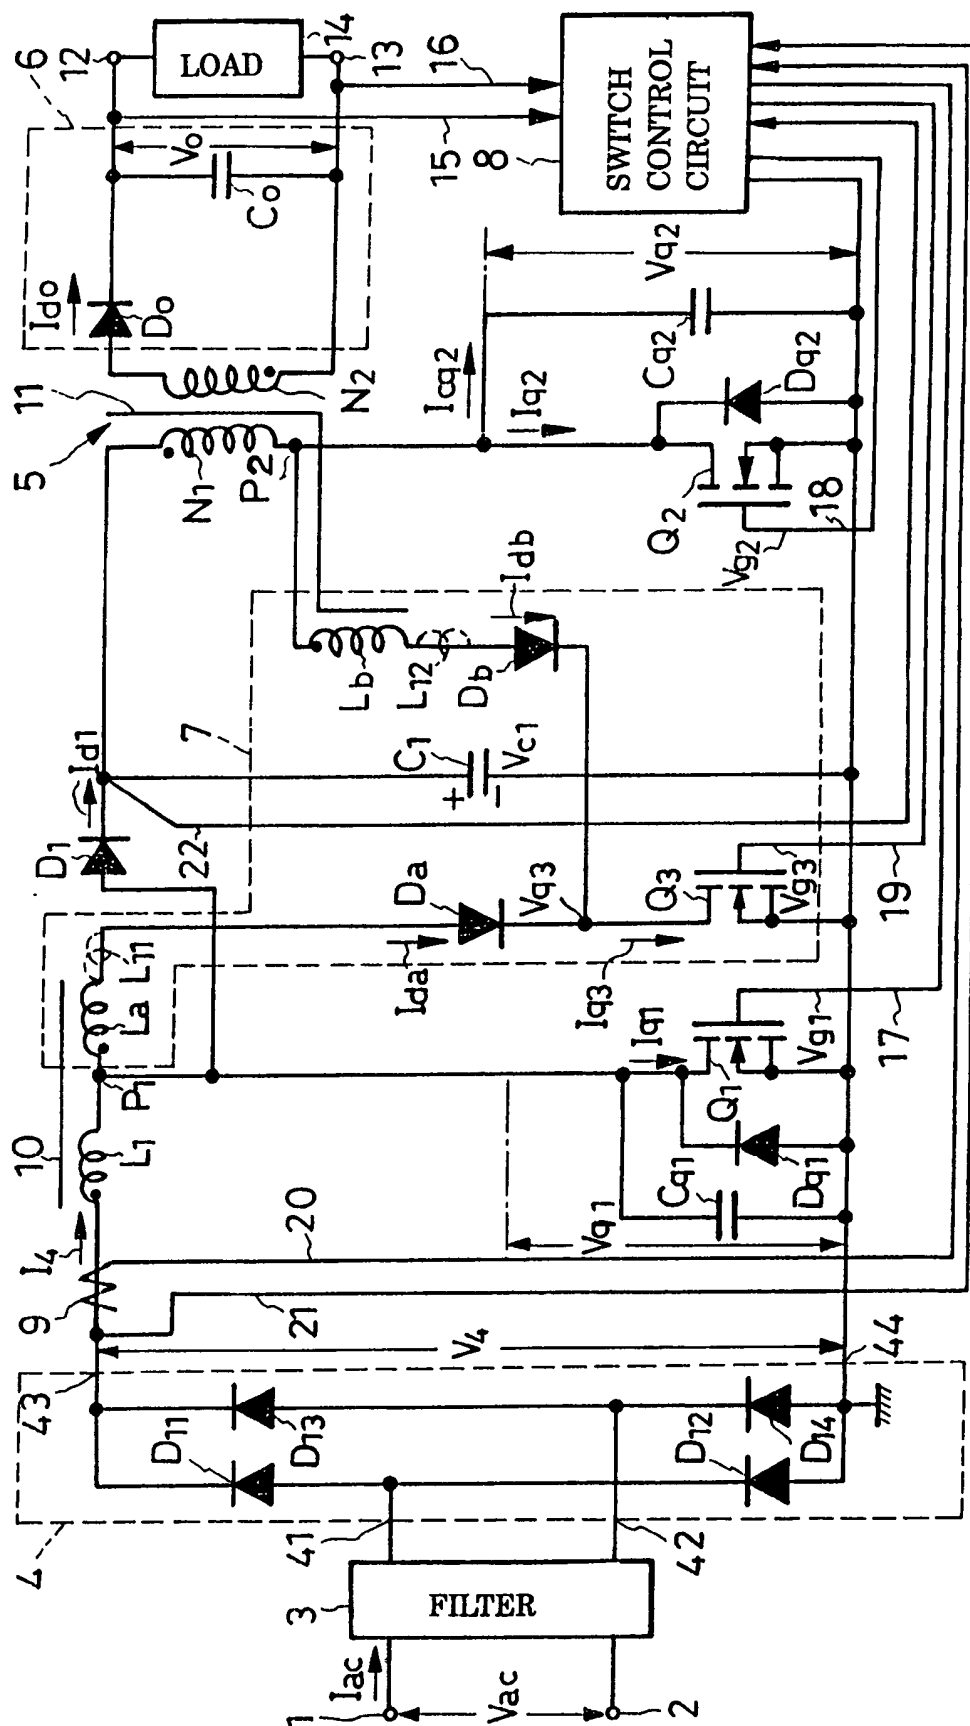 1
2
Iac
Vac
3
FILTER
41
42
4
D11
D13
D12
D14
43
44
V4
9
I4
21
20
10
L1
P1
La
L11
Vq1
Cq1
Dq1
Q1
Iq1
Vg1
17
D1
Id1
22
Ida
Da
Iq3
Vq3
Q3
Vg3
19
7
C1
+
−
Vc1
Lb
L12
Db
Idb
5
11
N1
P2
N2
Icq2
Iq2
Q2
Vg2
18
Dq2
Cq2
Vq2
Ido
Do
Co
Vo
6
12
LOAD
14
13
15
16
8
SWITCH
CONTROL
CIRCUIT